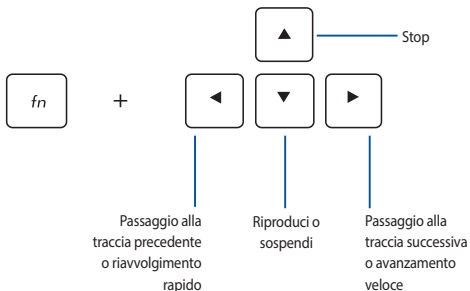 Stop
fn +
Passaggio alla
traccia precedente
o riavvolgimento
rapido
Riproduci o
sospendi
Passaggio alla
traccia successiva
o avanzamento
veloce